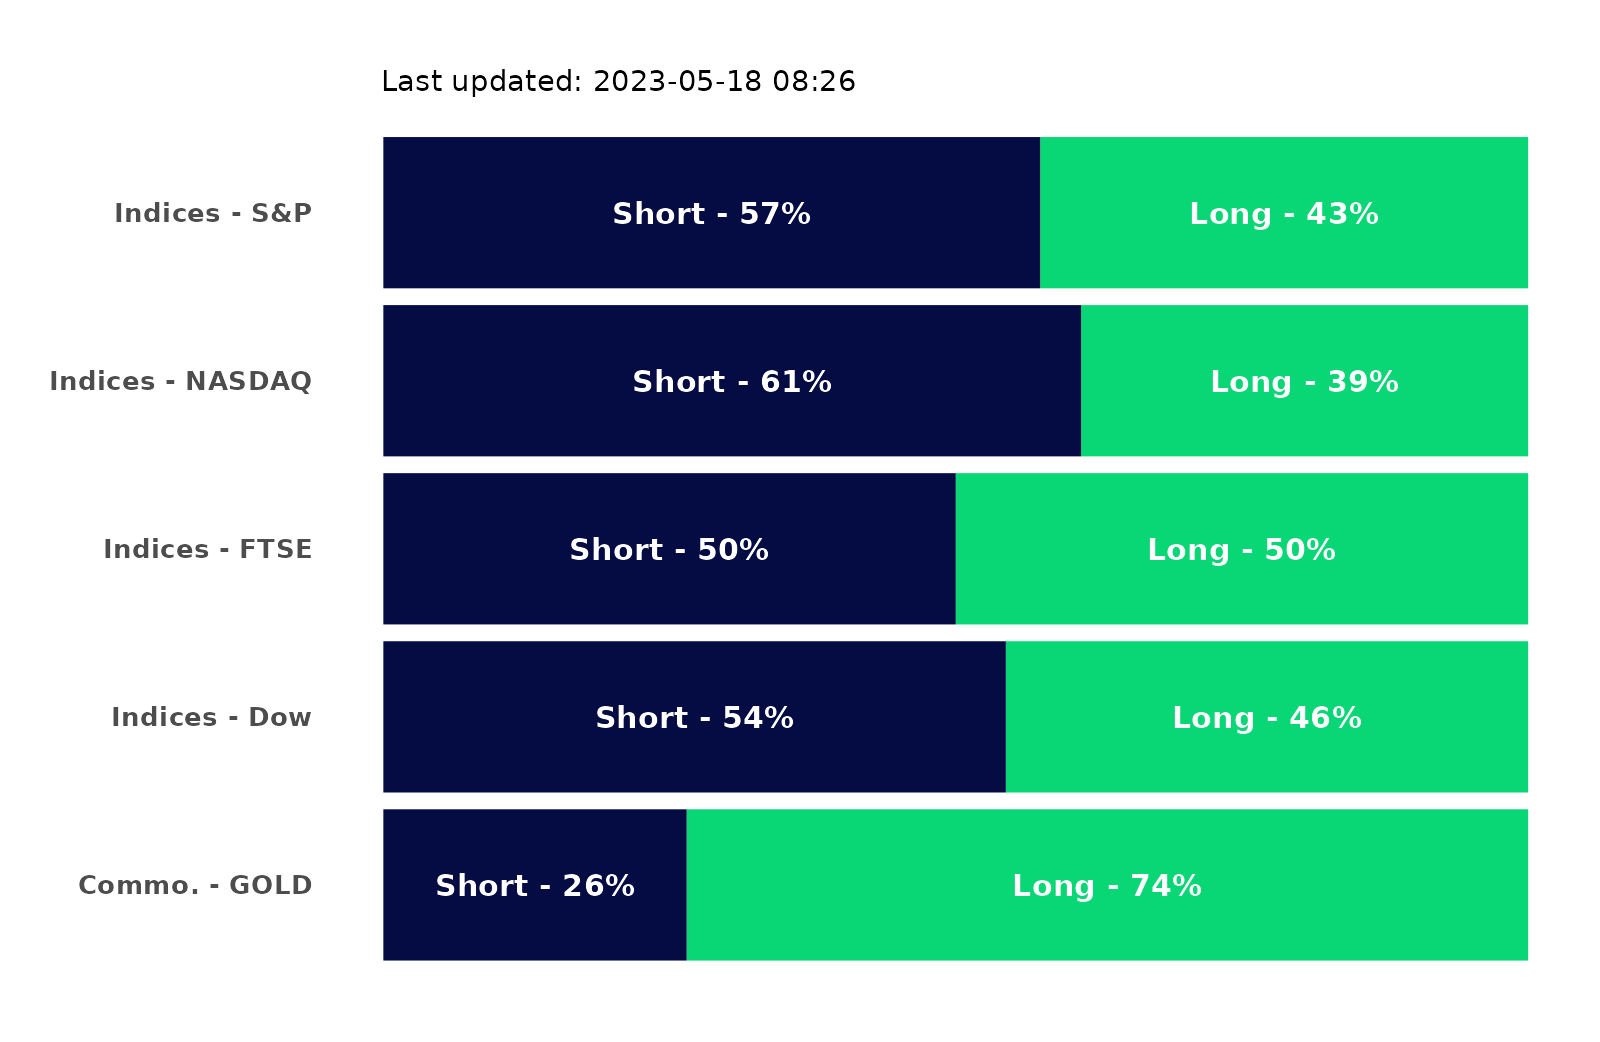 Last updated: 2023-05-18 08:26
Indices - S&P Short - 57% Long - 43%
Indices - NASDAQ Short - 61% Long - 39%
Indices - FTSE Short - 50% Long - 50%
Indices - Dow Short - 54% Long - 46%
Commo. - GOLD Short - 26% Long - 74%